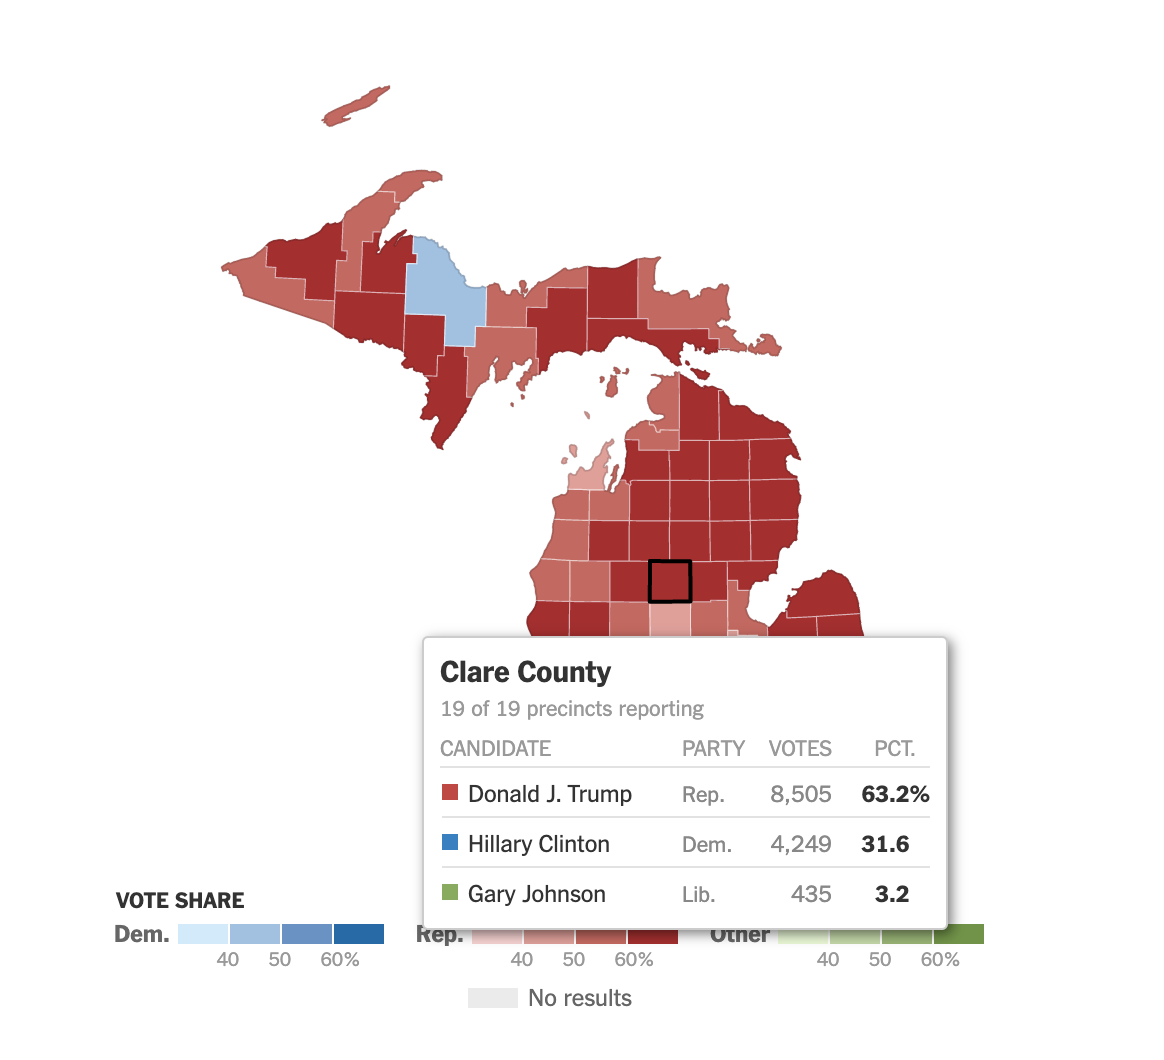 Clare County
19 of 19 precincts reporting
CANDIDATE PARTY VOTES PCT.
Donald J. Trump Rep. 8,505 63.2%
Hillary Clinton Dem. 4,249 31.6
Gary Johnson Lib. 435 3.2
VOTE SHARE
Dem. Rep. Other
40 50 60% 40 50 60% 40 50 60%
No results